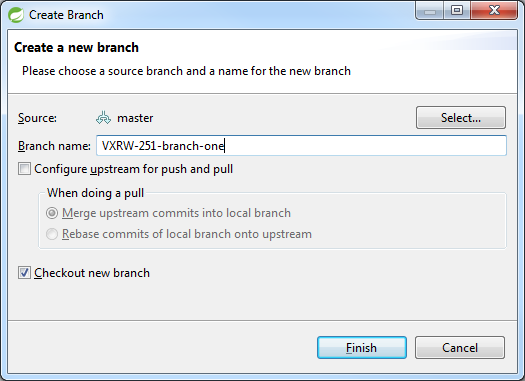 Create Branch
Create a new branch
Please choose a source branch and a name for the new branch
Source: master Select...
Branch name: VXRW-251-branch-one
Configure upstream for push and pull
When doing a pull
Merge upstream commits into local branch
Rebase commits of local branch onto upstream
Checkout new branch
Finish Cancel